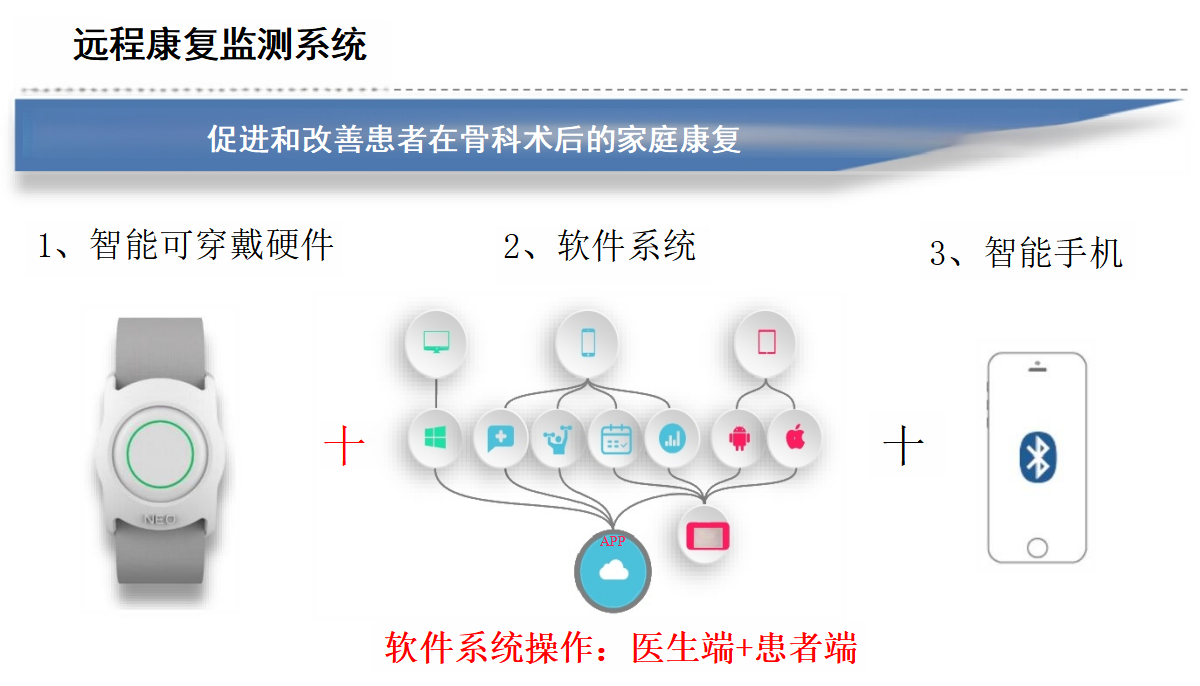 远程康复监测系统
促进和改善患者在骨科术后的家庭康复
1、智能可穿戴硬件
2、软件系统
3、智能手机
NEO
+
+
APP
软件系统操作：医生端+患者端